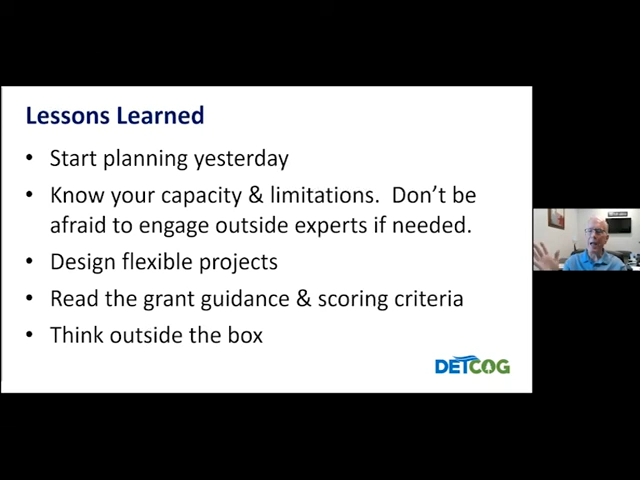 Lessons Learned
• Start planning yesterday
• Know your capacity & limitations.  Don't be
afraid to engage outside experts if needed.
• Design flexible projects
• Read the grant guidance & scoring criteria
• Think outside the box
DETCOG